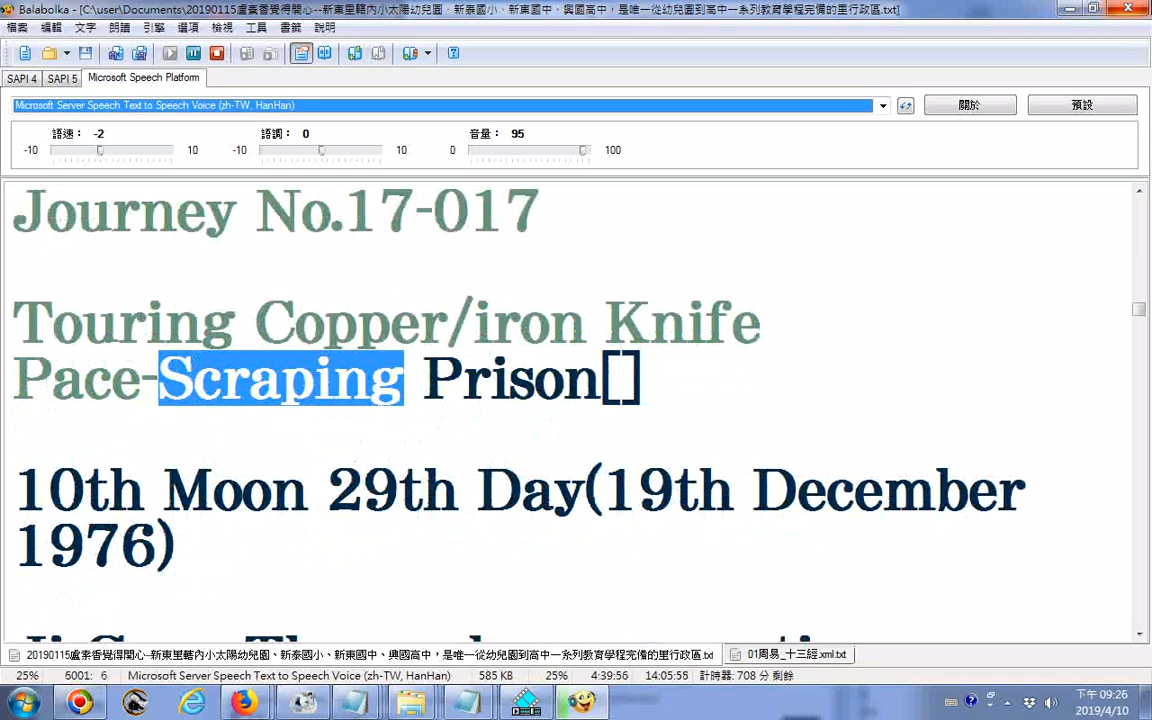 Balabolka - [C:\user\Documents\20190115盧素香覺得開心--新東里轄內小太陽幼兒園、新泰國小、新東國中、興國高中，是唯一從幼兒園到高中一系列教育學程完備的里行政區.txt]
檔案 編輯 文字 朗讀 引擎 選項 檢視 工具 書籤 說明
SAPI 4 SAPI 5 Microsoft Speech Platform
Microsoft Server Speech Text to Speech Voice (zh-TW, HanHan) 關於 預設
語速： -2 語調： 0 音量： 95
-10 10 -10 10 0 100
Journey No.17-017
Touring Copper/iron Knife
Pace-Scraping Prison[]
10th Moon 29th Day(19th December
1976)
20190115盧素香覺得開心--新東里轄內小太陽幼兒園、新泰國小、新東國中、興國高中，是唯一從幼兒園到高中一系列教育學程完備的里行政區.txt 01周易_十三經.xml.txt
25% 6001: 6 Microsoft Server Speech Text to Speech Voice (zh-TW, HanHan) 585 KB 25% 4:39:56 14:05:58 計時器: 708 分 剩餘
下午 09:26
2019/4/10